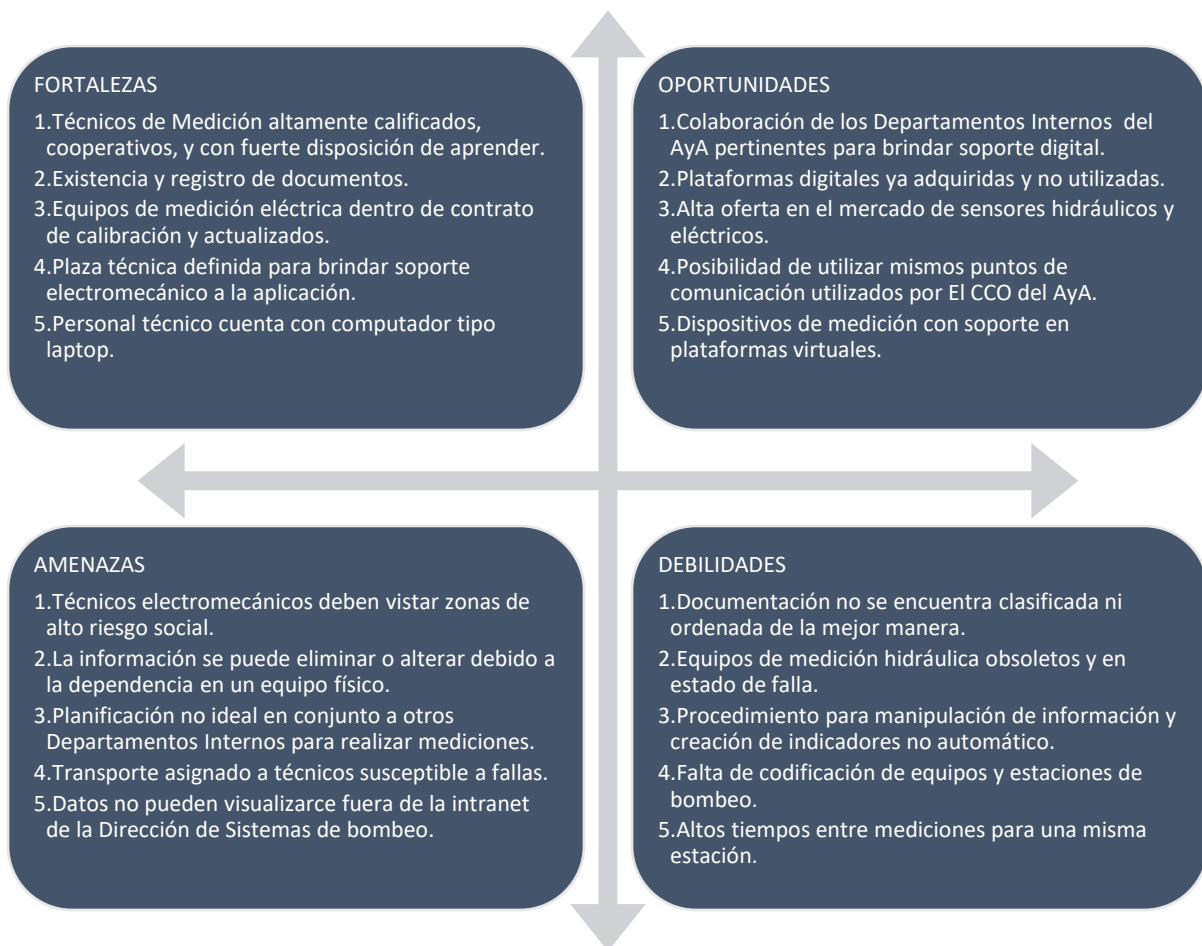 FORTALEZAS
1.Técnicos de Medición altamente calificados,
cooperativos, y con fuerte disposición de aprender.
2.Existencia y registro de documentos.
3.Equipos de medición eléctrica dentro de contrato
de calibración y actualizados.
4.Plaza técnica definida para brindar soporte
electromecánico a la aplicación.
5.Personal técnico cuenta con computador tipo
laptop.
OPORTUNIDADES
1.Colaboración de los Departamentos Internos del
AyA pertinentes para brindar soporte digital.
2.Plataformas digitales ya adquiridas y no utilizadas.
3.Alta oferta en el mercado de sensores hidráulicos y
eléctricos.
4.Posibilidad de utilizar mismos puntos de
comunicación utilizados por El CCO del AyA.
5.Dispositivos de medición con soporte en
plataformas virtuales.
AMENAZAS
1.Técnicos electromecánicos deben vistar zonas de
alto riesgo social.
2.La información se puede eliminar o alterar debido a
la dependencia en un equipo físico.
3.Planificación no ideal en conjunto a otros
Departamentos Internos para realizar mediciones.
4.Transporte asignado a técnicos susceptible a fallas.
5.Datos no pueden visualizarce fuera de la intranet
de la Dirección de Sistemas de bombeo.
DEBILIDADES
1.Documentación no se encuentra clasificada ni
ordenada de la mejor manera.
2.Equipos de medición hidráulica obsoletos y en
estado de falla.
3.Procedimiento para manipulación de información y
creación de indicadores no automático.
4.Falta de codificación de equipos y estaciones de
bombeo.
5.Altos tiempos entre mediciones para una misma
estación.